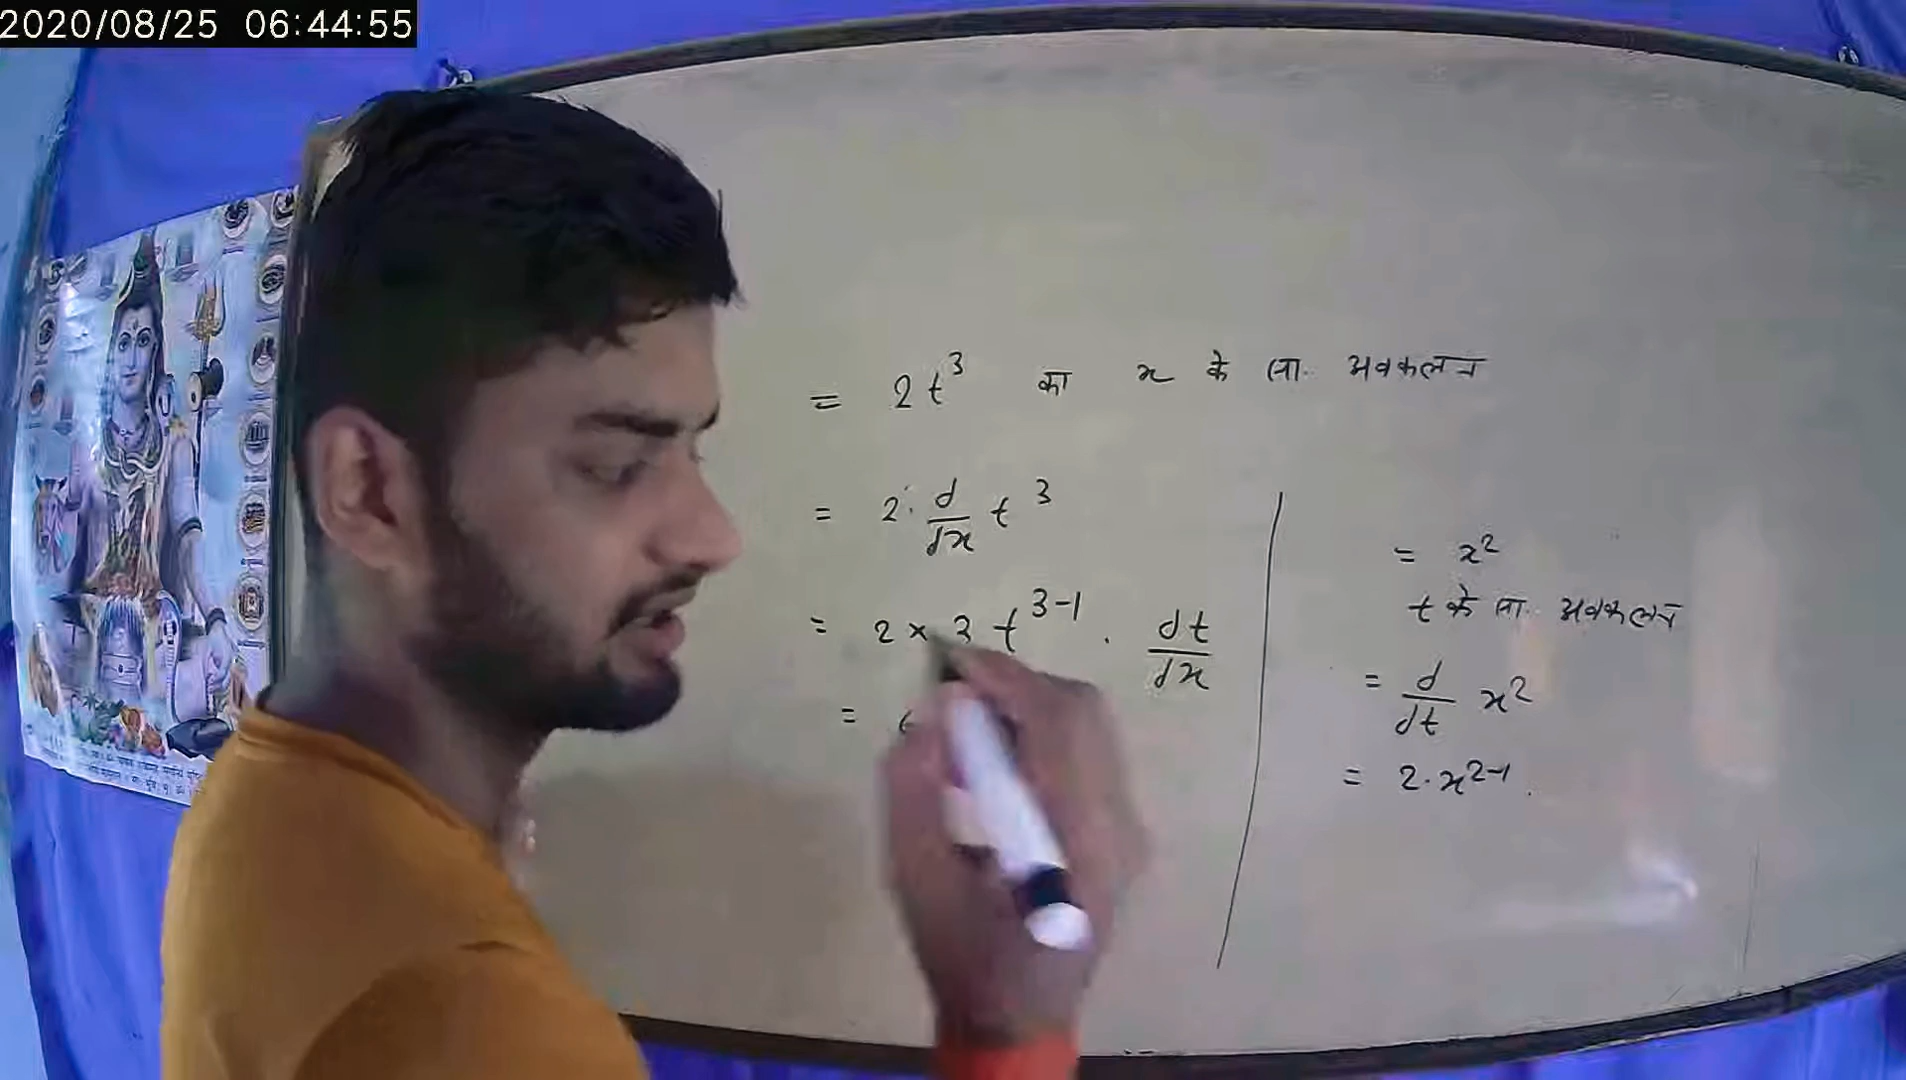 2020/08/25 06:44:55
= 2t³ का x के सा. अवकलन
= 2. d/dx t³
= 2 × 3 t³⁻¹ . dt/dx
= 6
= x²
t के सा. अवकलन
= d/dt x²
= 2.x²⁻¹.